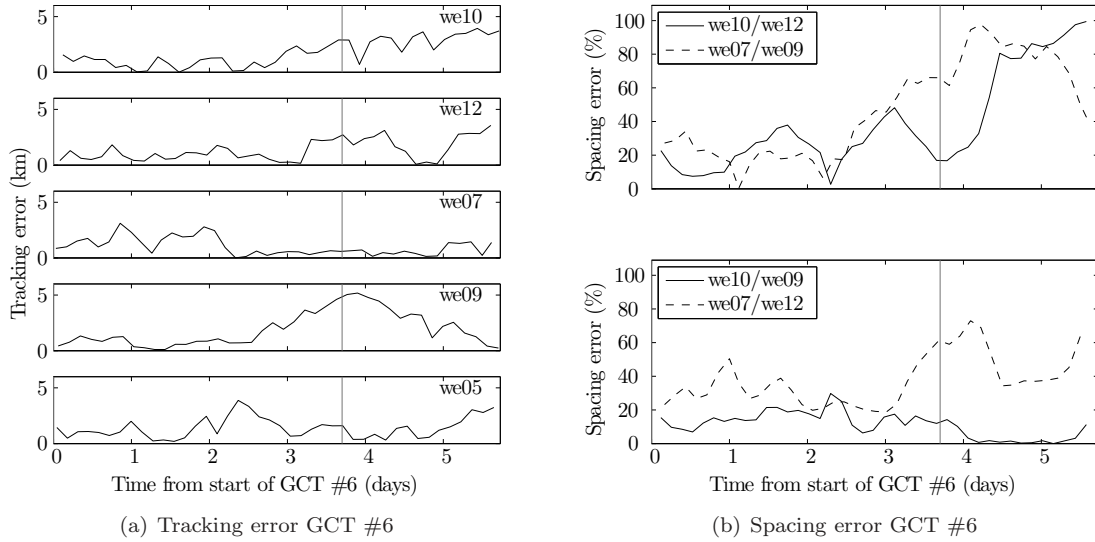 we10
5
0
we12
5
0
we07
5
0
we09
5
0
we05
5
0
Tracking error (km)
0 1 2 3 4 5
Time from start of GCT #6 (days)
(a) Tracking error GCT #6
we10/we12
we07/we09
100
80
60
40
20
0
Spacing error (%)
we10/we09
we07/we12
100
80
60
40
20
0
Spacing error (%)
0 1 2 3 4 5
Time from start of GCT #6 (days)
(b) Spacing error GCT #6